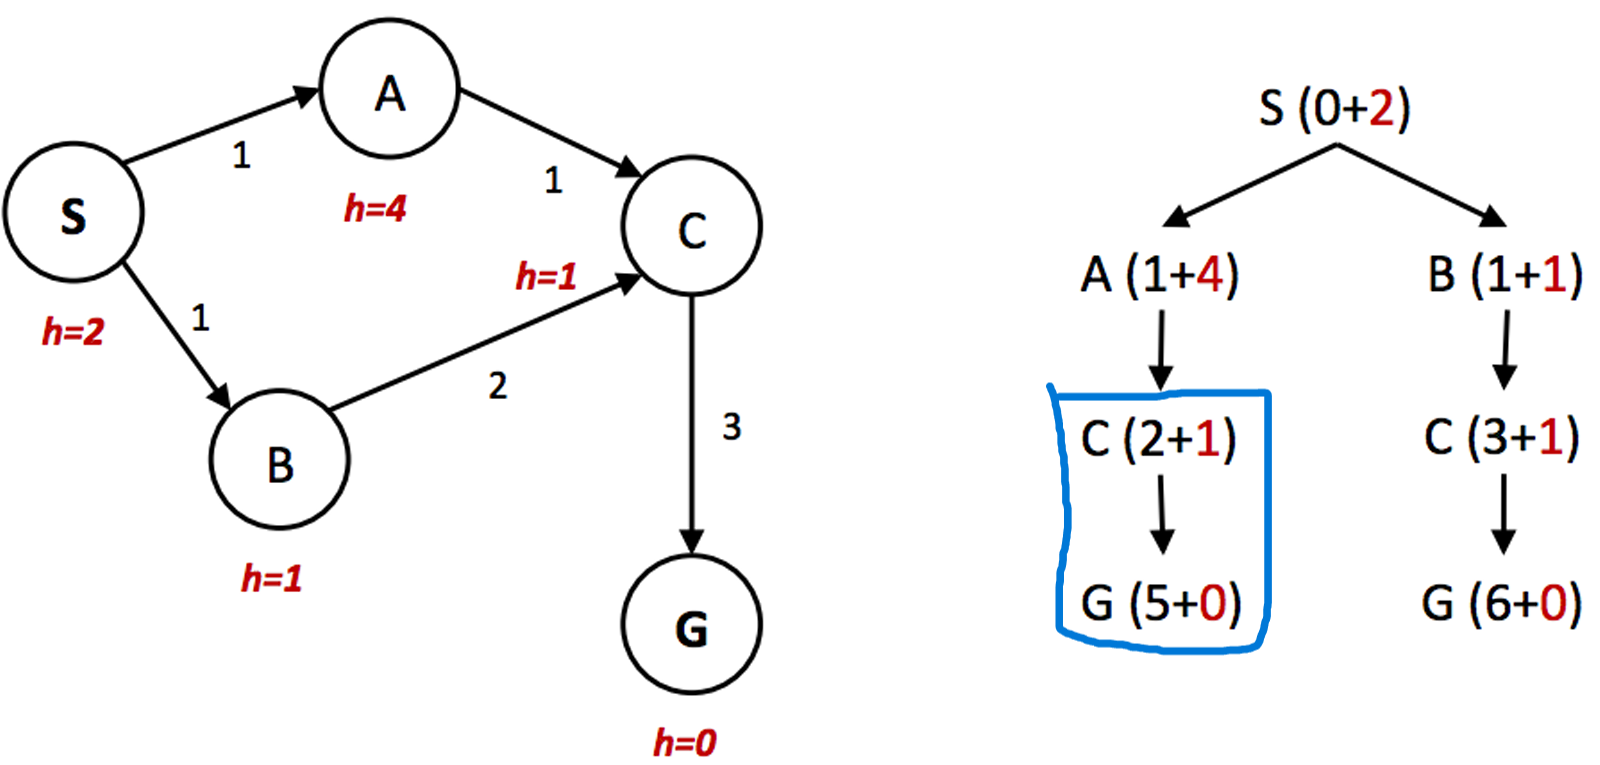 A
1
S
h=4
1
C
h=1
h=2
1
2
B
3
h=1
G
h=0
S (0+2)
A (1+4) B (1+1)
C (2+1) C (3+1)
G (5+0) G (6+0)